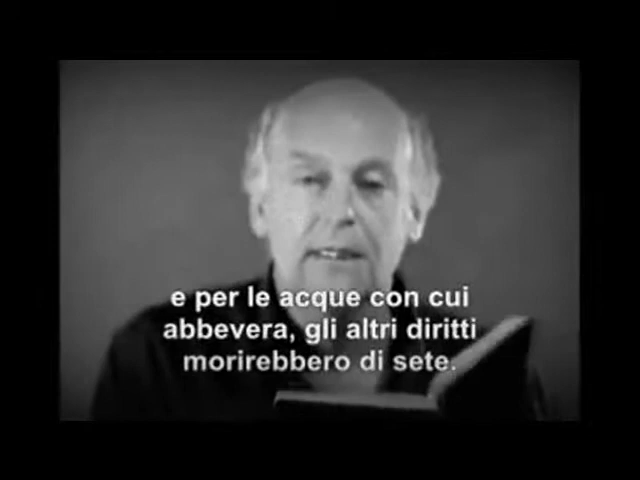 e per le acque con cui
abbevera, gli altri diritti
morirebbero di sete.